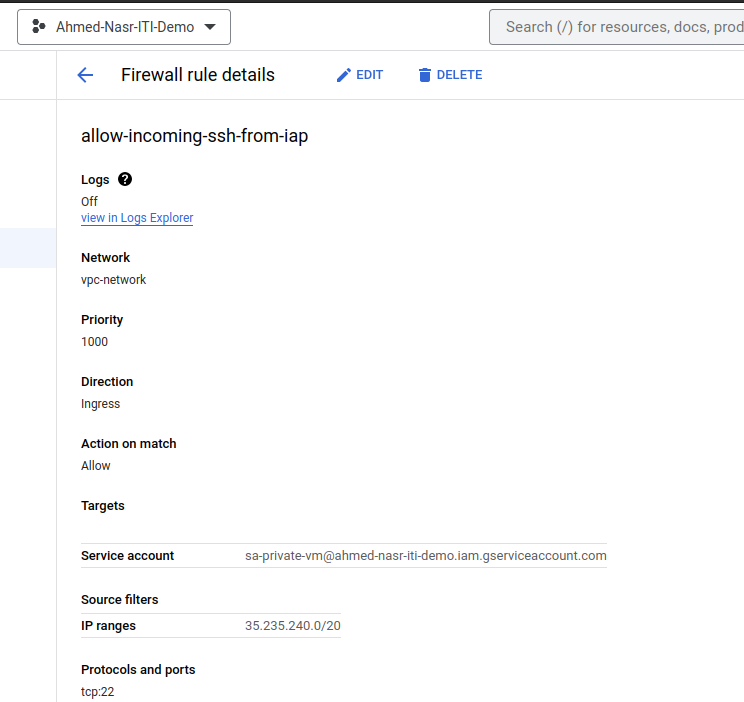 Ahmed-Nasr-ITI-Demo
Search (/) for resources, docs, prod
Firewall rule details EDIT DELETE
allow-incoming-ssh-from-iap
Logs ?
Off
view in Logs Explorer
Network
vpc-network
Priority
1000
Direction
Ingress
Action on match
Allow
Targets
Service account sa-private-vm@ahmed-nasr-iti-demo.iam.gserviceaccount.com
Source filters
IP ranges 35.235.240.0/20
Protocols and ports
tcp:22